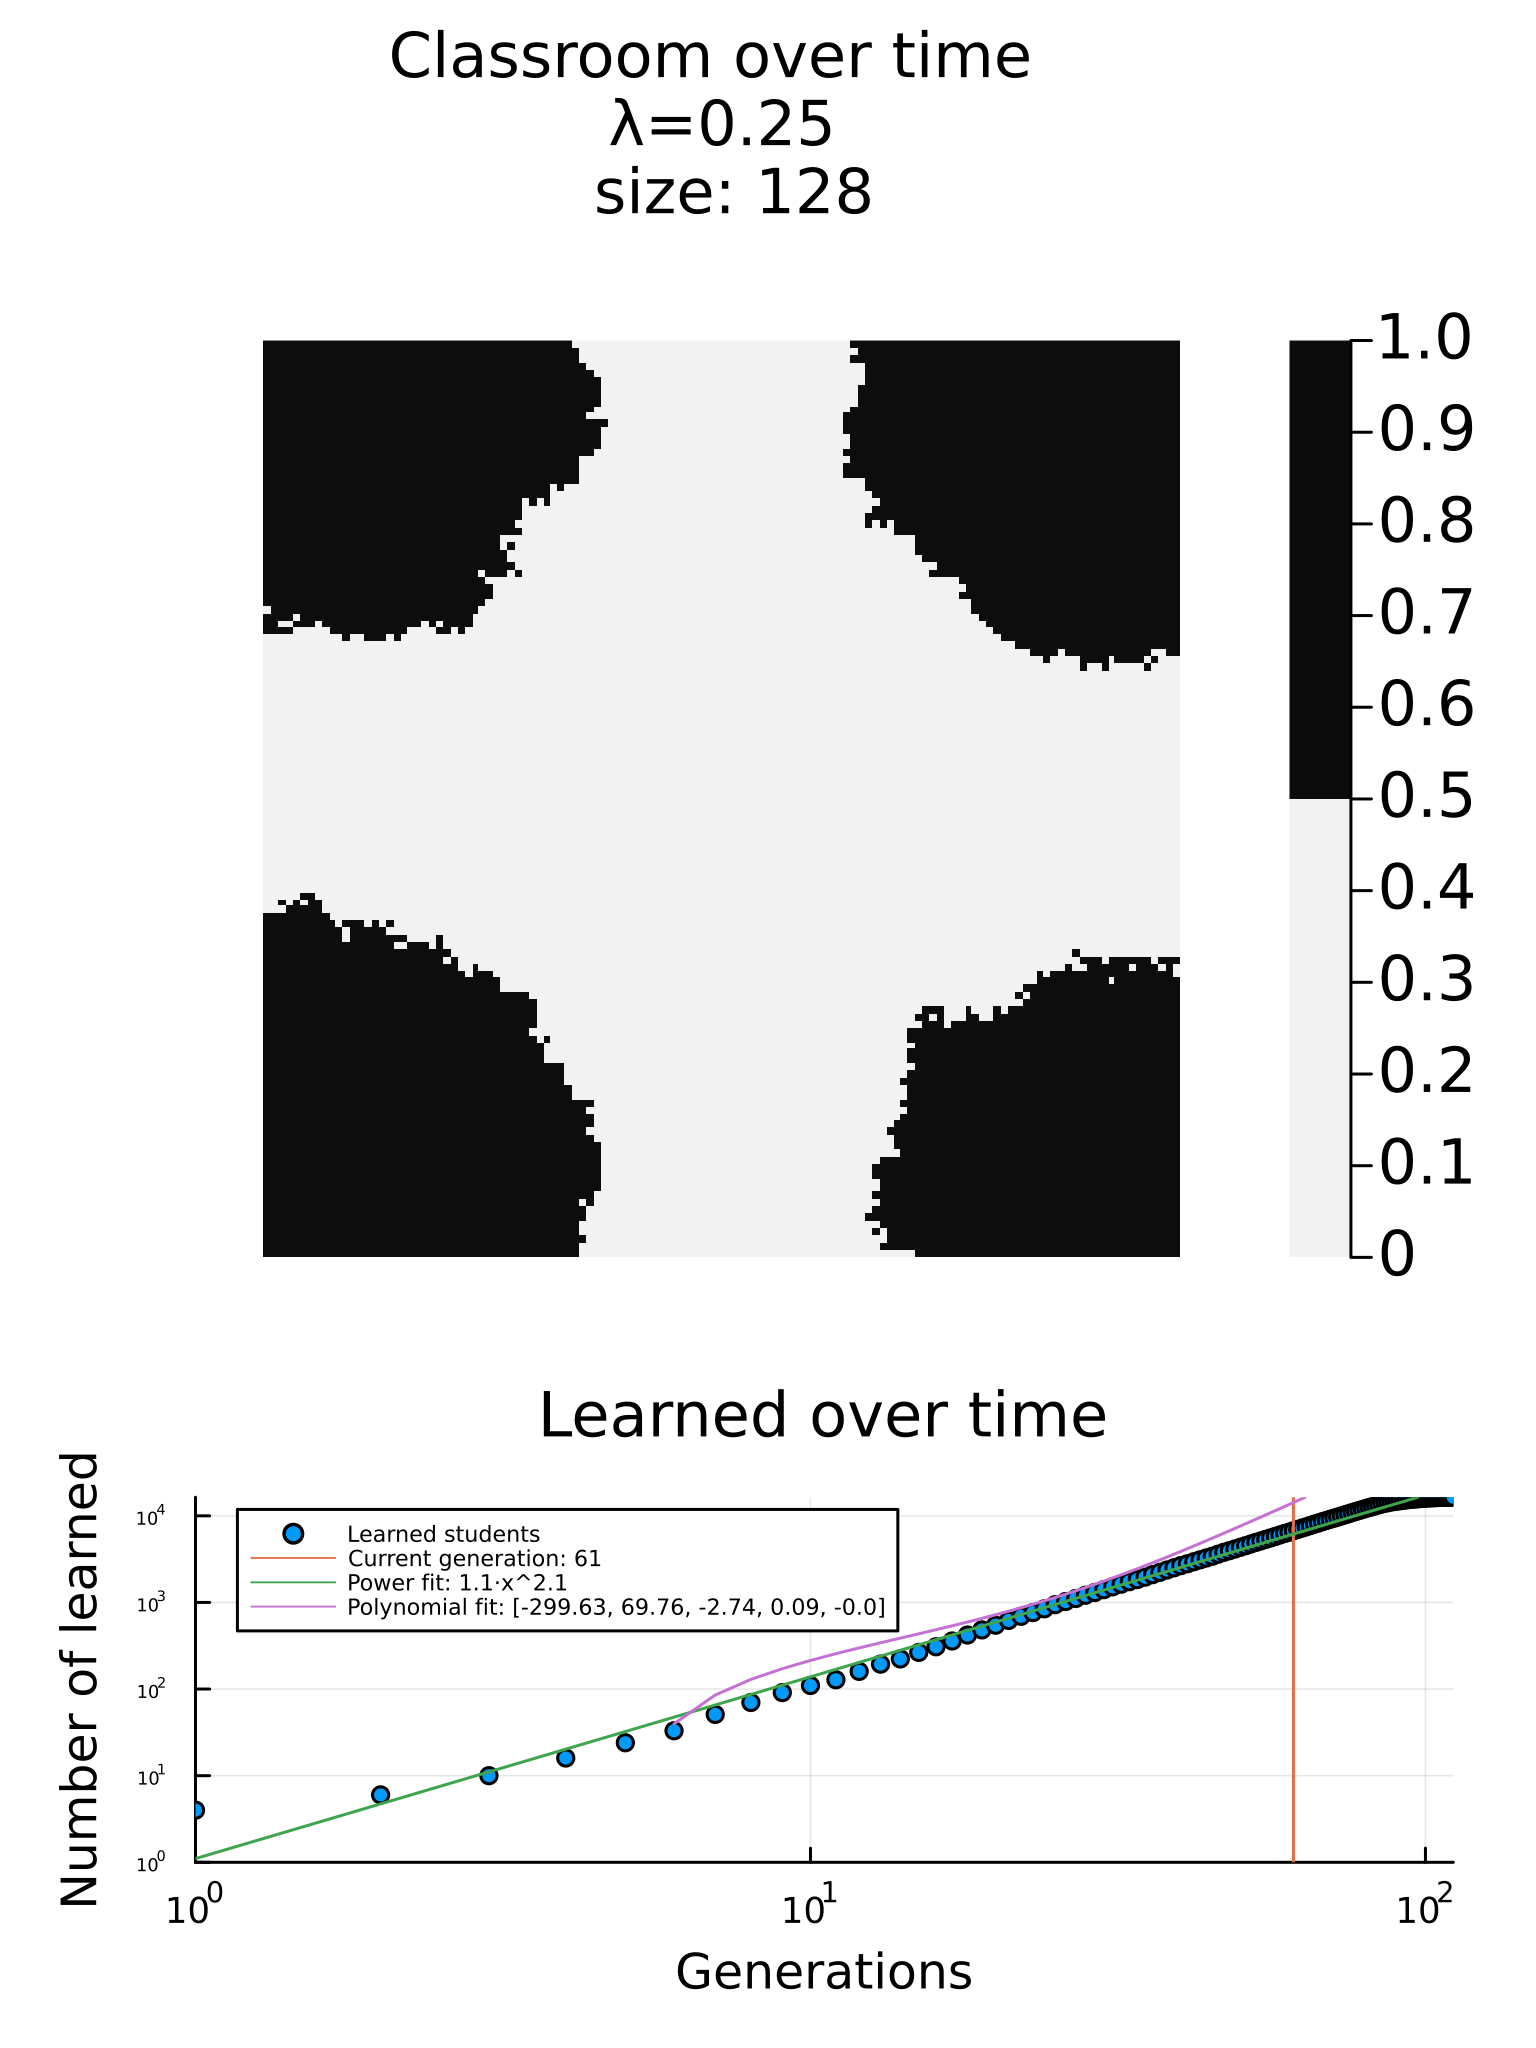 Classroom over time
λ=0.25
size: 128
1.0
0.9
0.8
0.7
0.6
0.5
0.4
0.3
0.2
0.1
0
Learned over time
Number of learned
10^4
10^3
10^2
10^1
10^0
Learned students
Current generation: 61
Power fit: 1.1·x^2.1
Polynomial fit: [-299.63, 69.76, -2.74, 0.09, -0.0]
10^0 10^1 10^2
Generations